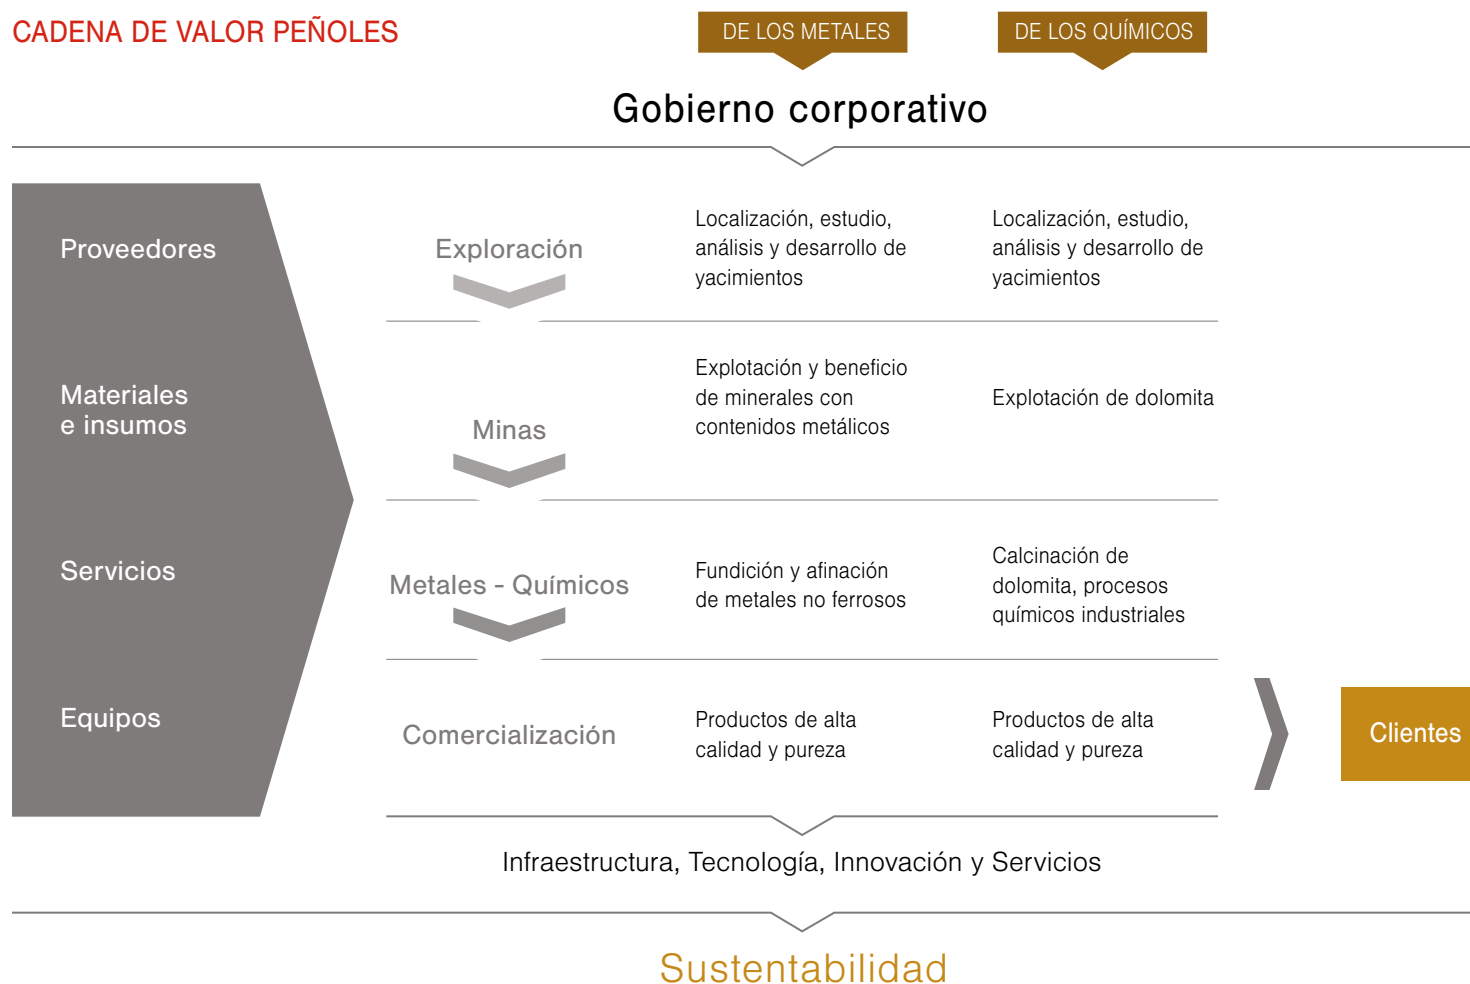 CADENA DE VALOR PEÑOLES
DE LOS METALES
DE LOS QUÍMICOS
Gobierno corporativo
Proveedores
Materiales
e insumos
Servicios
Equipos
Exploración
Localización, estudio,
análisis y desarrollo de
yacimientos
Localización, estudio,
análisis y desarrollo de
yacimientos
Minas
Explotación y beneficio
de minerales con
contenidos metálicos
Explotación de dolomita
Metales - Químicos
Fundición y afinación
de metales no ferrosos
Calcinación de
dolomita, procesos
químicos industriales
Comercialización
Productos de alta
calidad y pureza
Productos de alta
calidad y pureza
Clientes
Infraestructura, Tecnología, Innovación y Servicios
Sustentabilidad